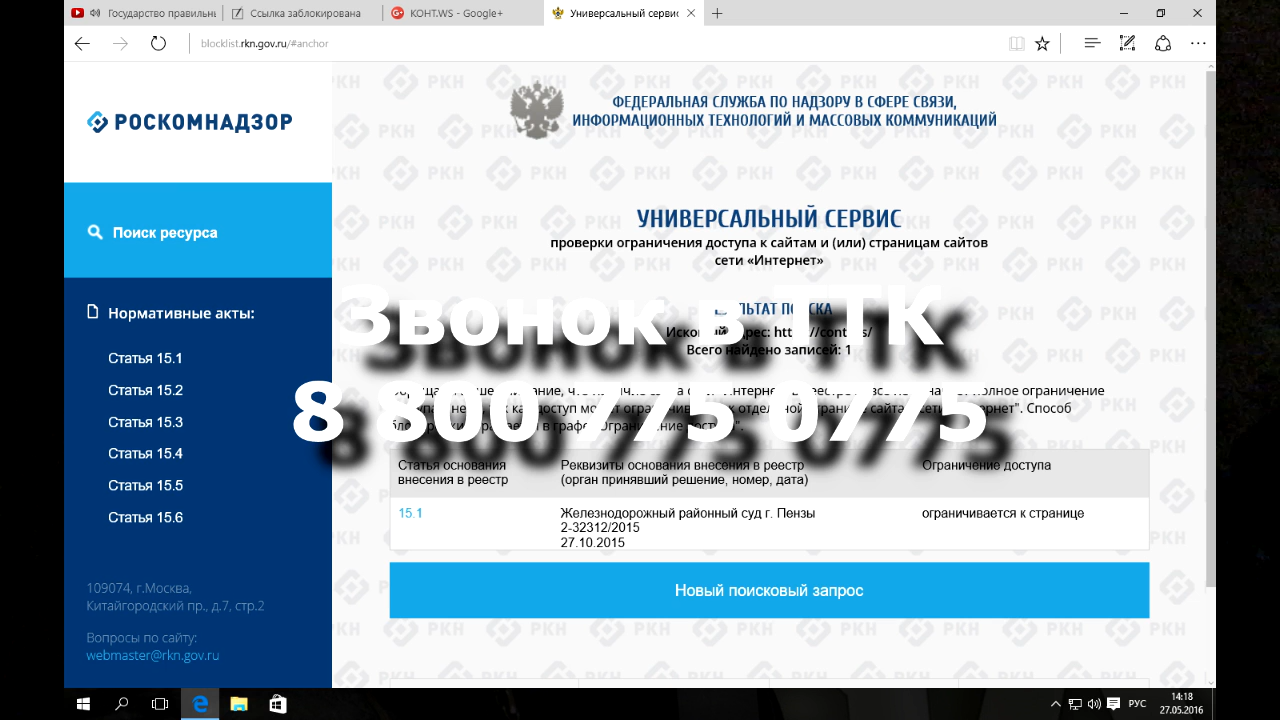 Государство правильн
Ссылка заблокирована
КОНТ.WS - Google+
Универсальный сервис
blocklist.rkn.gov.ru/#anchor
РОСКОМНАДЗОР
Поиск ресурса
Нормативные акты:
Статья 15.1
Статья 15.2
Статья 15.3
Статья 15.4
Статья 15.5
Статья 15.6
109074, г.Москва,
Китайгородский пр., д.7, стр.2
Вопросы по сайту:
webmaster@rkn.gov.ru
ФЕДЕРАЛЬНАЯ СЛУЖБА ПО НАДЗОРУ В СФЕРЕ СВЯЗИ,
ИНФОРМАЦИОННЫХ ТЕХНОЛОГИЙ И МАССОВЫХ КОММУНИКАЦИЙ
УНИВЕРСАЛЬНЫЙ СЕРВИС
проверки ограничения доступа к сайтам и (или) страницам сайтов
сети «Интернет»
Звонок в ТТК
8 800 775 0775
Всего найдено записей: 1
полное ограничение
Способ
Статья основания
внесения в реестр
Реквизиты основания внесения в реестр
(орган принявший решение, номер, дата)
Ограничение доступа
15.1
Железнодорожный районный суд г. Пензы
2-32312/2015
27.10.2015
ограничивается к странице
Новый поисковый запрос
РКН
РУС
14:18
27.05.2016